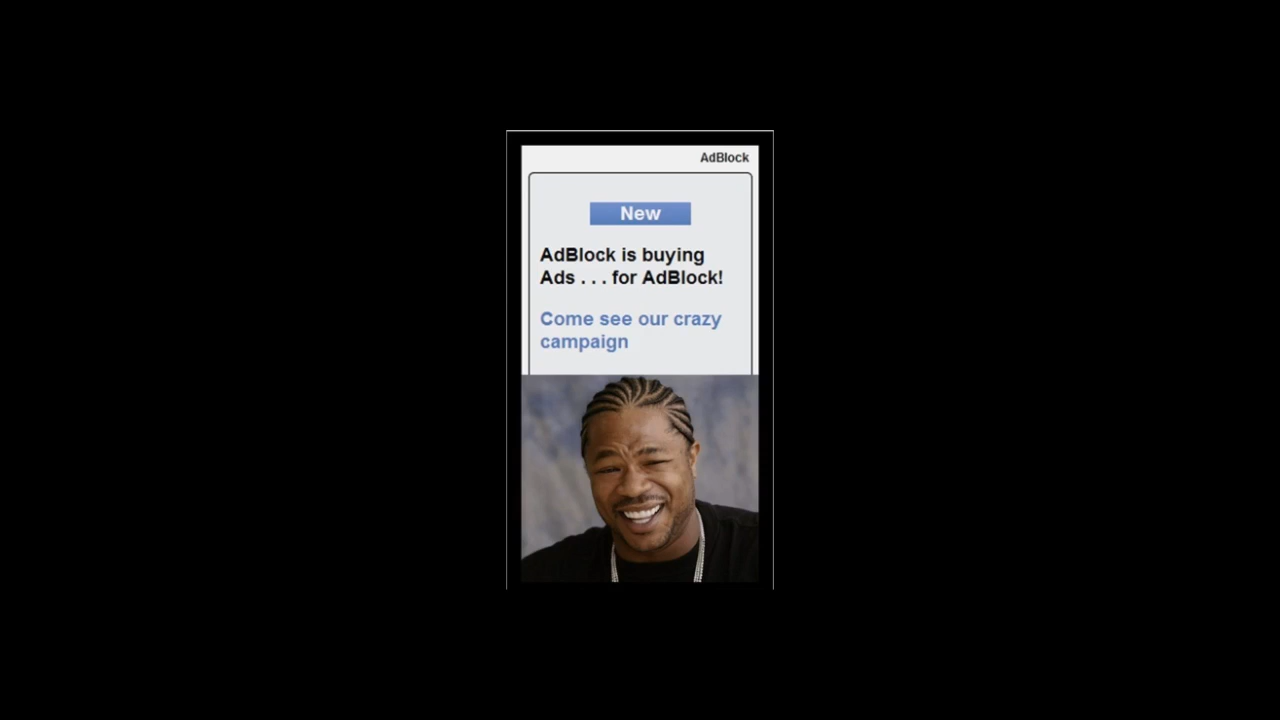 AdBlock
New
AdBlock is buying
Ads . . . for AdBlock!
Come see our crazy
campaign